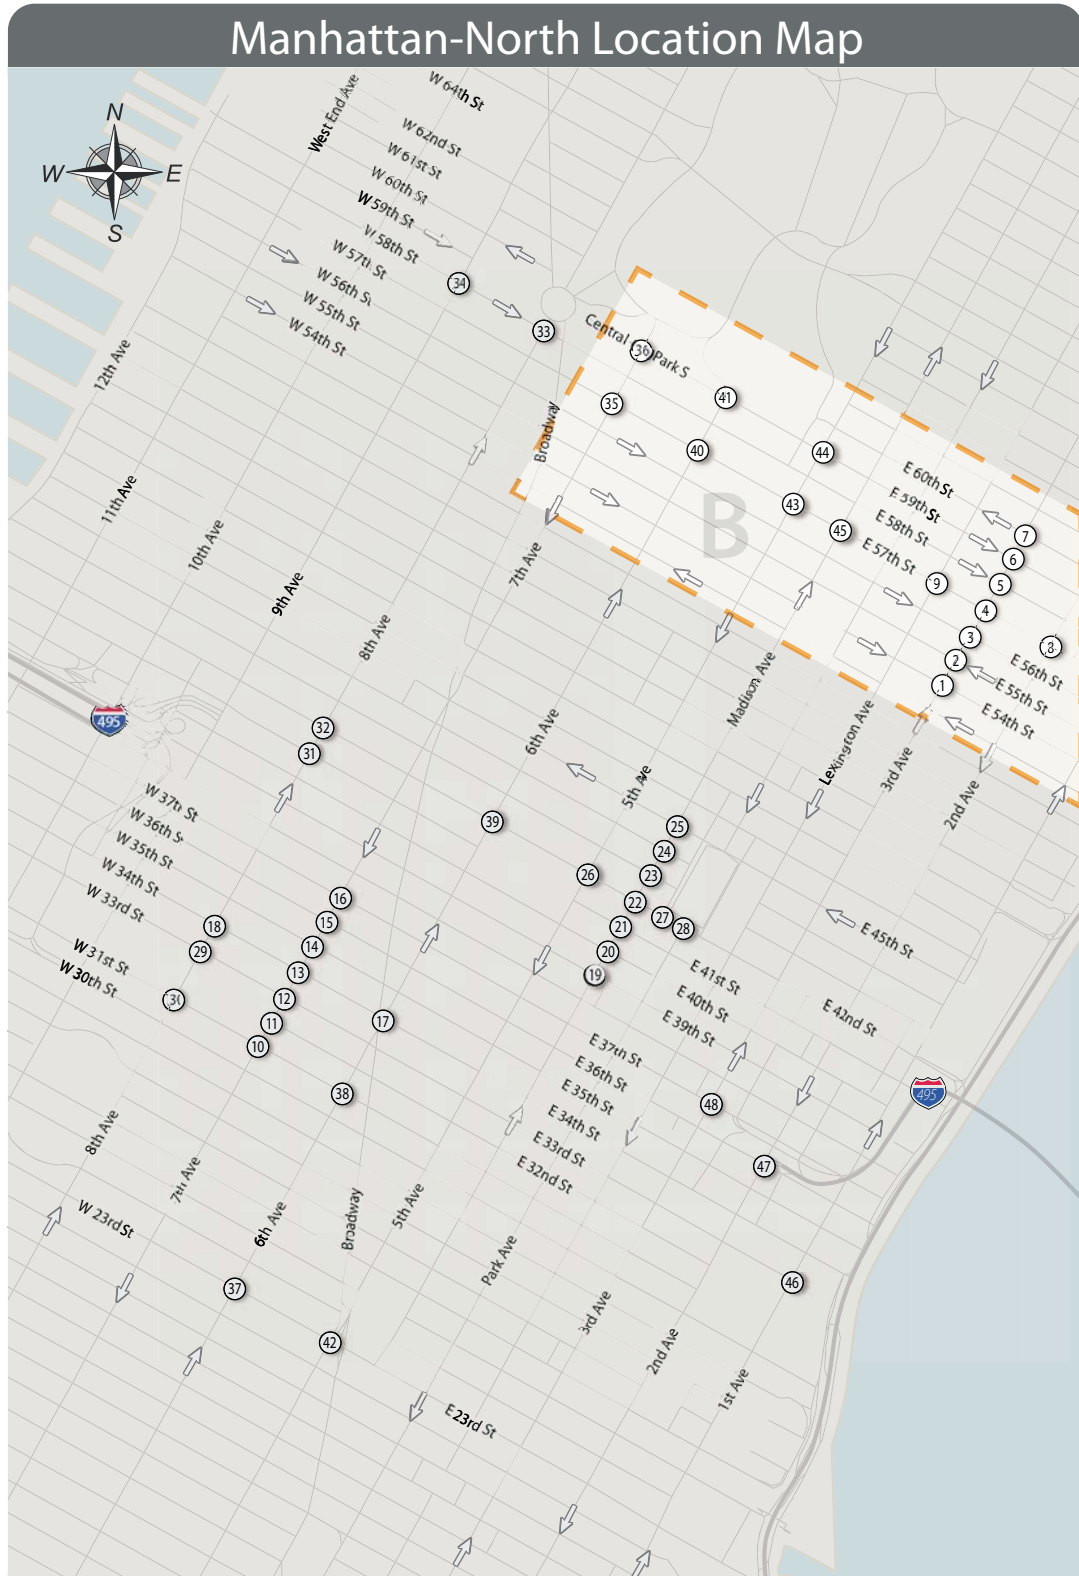 Manhattan-North Location Map
N
W E
S
West End Ave
W 64th St
W 62nd St
W 61st St
W 60th St
W 59th St
W 58th St
W 57th St
W 56th St
W 55th St
W 54th St
34
33
Central Park S
36
35
41
12th Ave
Broadway
40
44
E 60th St
E 59th St
E 58th St
E 57th St
B
43
45
7
6
5
9
4
3
8
2
1
E 56th St
E 55th St
E 54th St
11th Ave
10th Ave
9th Ave
8th Ave
7th Ave
6th Ave
5th Ave
Madison Ave
Lexington Ave
3rd Ave
2nd Ave
495
32
31
W 37th St
W 36th St
W 35th St
W 34th St
W 33rd St
W 31st St
W 30th St
39
25
24
26
23
16
22
15
27
28
18
21
14
29
20
13
19
30
12
11
17
10
38
E 45th St
E 42nd St
E 41st St
E 40th St
E 39th St
E 37th St
E 36th St
E 35th St
E 34th St
E 33rd St
E 32nd St
495
48
47
8th Ave
7th Ave
6th Ave
Broadway
5th Ave
Park Ave
3rd Ave
2nd Ave
1st Ave
W 23rd St
37
46
42
E 23rd St